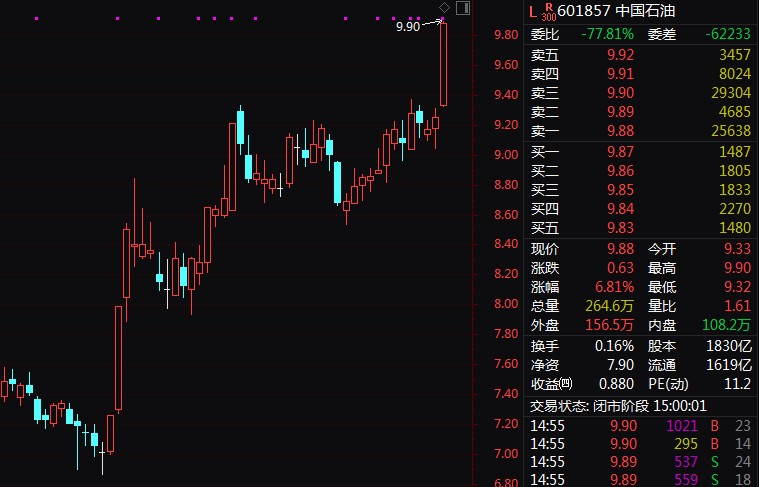 9.90
9.80
9.60
9.40
9.20
9.00
8.80
8.60
8.40
8.20
8.00
7.80
7.60
7.40
7.20
7.00
6.80
L R 300 601857 中国石油
委比 -77.81% 委差 -62233
卖五 9.92 3457
卖四 9.91 8024
卖三 9.90 29304
卖二 9.89 4685
卖一 9.88 25638
买一 9.87 1487
买二 9.86 1805
买三 9.85 1833
买四 9.84 2270
买五 9.83 1480
现价 9.88 今开 9.33
涨跌 0.63 最高 9.90
涨幅 6.81% 最低 9.32
总量 264.6万 量比 1.61
外盘 156.5万 内盘 108.2万
换手 0.16% 股本 1830亿
净资 7.90 流通 1619亿
收益㈣ 0.880 PE(动) 11.2
交易状态: 闭市阶段 15:00:01
14:55 9.90 1021 B 23
14:55 9.90 295 B 14
14:55 9.89 537 S 24
14:55 9.89 559 S 18